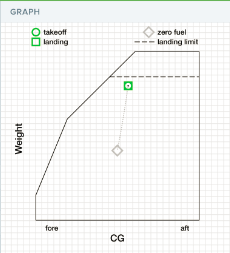 GRAPH
takeoff
zero fuel
landing
landing limit
Weight
fore
aft
CG